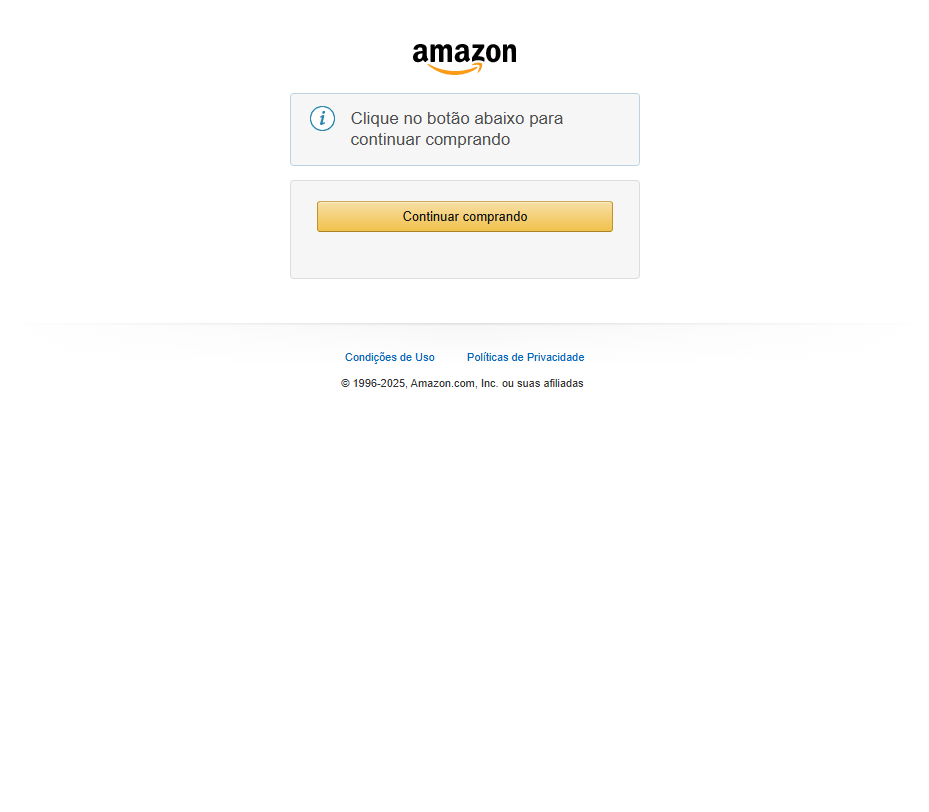 amazon
Clique no botão abaixo para
continuar comprando
Continuar comprando
Condições de Uso Políticas de Privacidade
© 1996-2025, Amazon.com, Inc. ou suas afiliadas